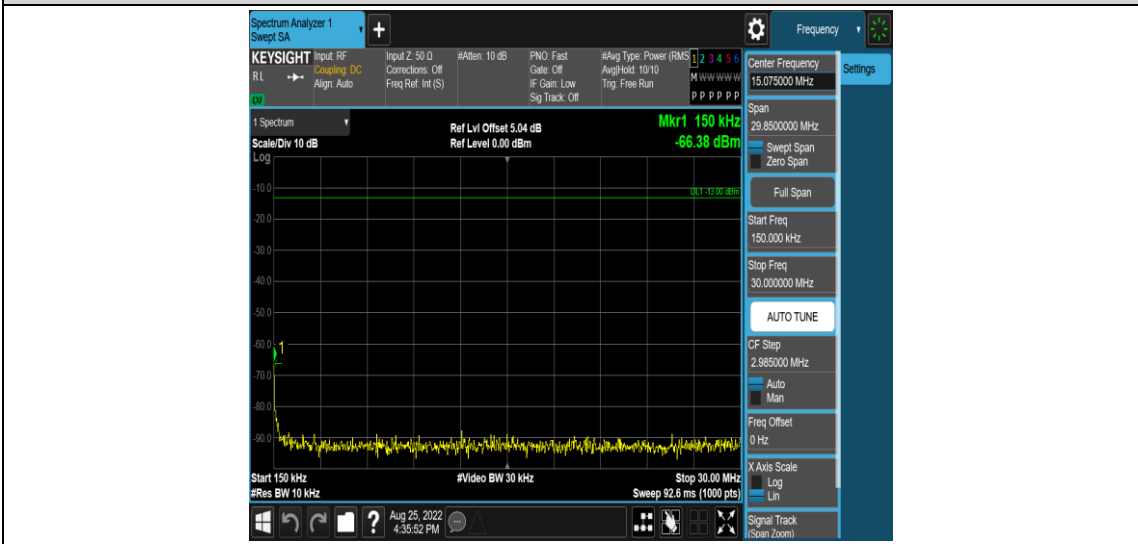 Spectrum Analyzer 1
Swept SA
+
Frequency
KEYSIGHT
RL
LXI
Input: RF
Coupling: DC
Align: Auto
Input Z: 50 Ω
Corrections: Off
Freq Ref: Int (S)
#Atten: 10 dB
PNO: Fast
Gate: Off
IF Gain: Low
Sig Track: Off
#Avg Type: Power (RMS
Avg|Hold: 10/10
Trig: Free Run
1 2 3 4 5 6
M W W W W W
P P P P P P
1 Spectrum
Scale/Div 10 dB
Log
Ref Lvl Offset 5.04 dB
Ref Level 0.00 dBm
Mkr1 150 kHz
-66.38 dBm
DL1 -13.00 dBm
-10.0
-20.0
-30.0
-40.0
-50.0
-60.0
1
-70.0
-80.0
-90.0
Start 150 kHz
#Res BW 10 kHz
#Video BW 30 kHz
Stop 30.00 MHz
Sweep 92.6 ms (1000 pts)
Center Frequency
15.075000 MHz
Settings
Span
29.8500000 MHz
Swept Span
Zero Span
Full Span
Start Freq
150.000 kHz
Stop Freq
30.000000 MHz
AUTO TUNE
CF Step
2.985000 MHz
Auto
Man
Freq Offset
0 Hz
X Axis Scale
Log
Lin
Signal Track
(Span Zoom)
?
Aug 25, 2022
4:35:52 PM